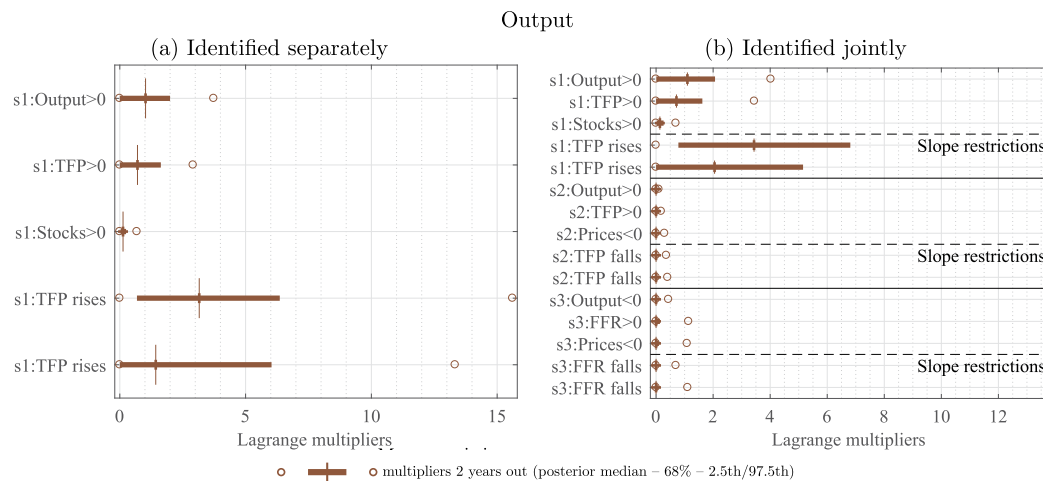 Output
(a) Identified separately
s1:Output>0
s1:TFP>0
s1:Stocks>0
s1:TFP rises
s1:TFP rises
0 5 10 15
Lagrange multipliers
(b) Identified jointly
s1:Output>0
s1:TFP>0
s1:Stocks>0
s1:TFP rises Slope restrictions
s1:TFP rises
s2:Output>0
s2:TFP>0
s2:Prices<0
s2:TFP falls Slope restrictions
s2:TFP falls
s3:Output<0
s3:FFR>0
s3:Prices<0
s3:FFR falls Slope restrictions
s3:FFR falls
0 2 4 6 8 10 12
Lagrange multipliers
multipliers 2 years out (posterior median – 68% – 2.5th/97.5th)